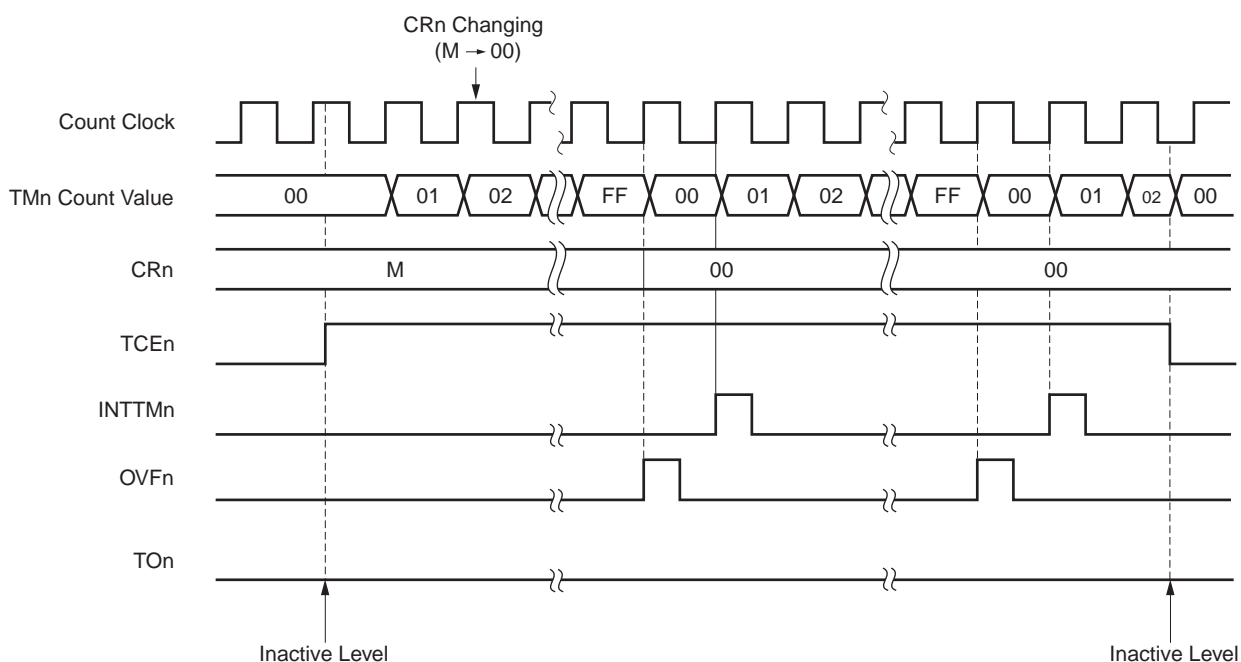 CRn Changing
(M → 00)
Count Clock
TMn Count Value 00 01 02 FF 00 01 02 FF 00 01 02 00
CRn M 00 00
TCEn
INTTMn
OVFn
TOn
Inactive Level Inactive Level